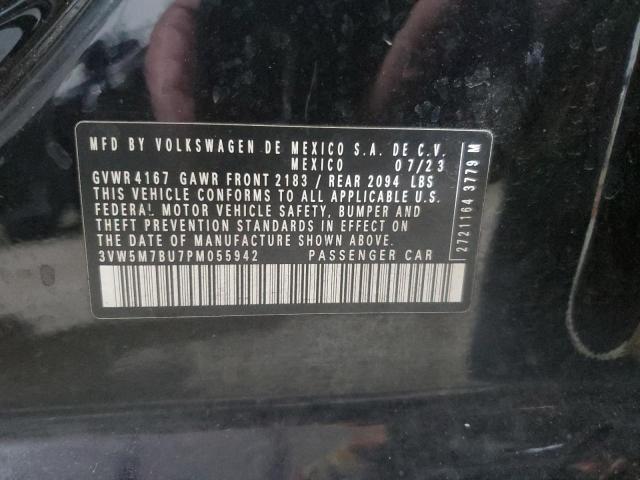 MFD BY VOLKSWAGEN DE MEXICO S.A. DE C.V.
MEXICO 07/23
GVWR 4167 GAWR FRONT 2183 / REAR 2094 LBS
THIS VEHICLE CONFORMS TO ALL APPLICABLE U.S.
FEDERAL MOTOR VEHICLE SAFETY, BUMPER AND
THEFT PREVENTION STANDARDS IN EFFECT ON
THE DATE OF MANUFACTURE SHOWN ABOVE.
3VW5M7BU7PM055942 PASSENGER CAR
2721164 3779 M